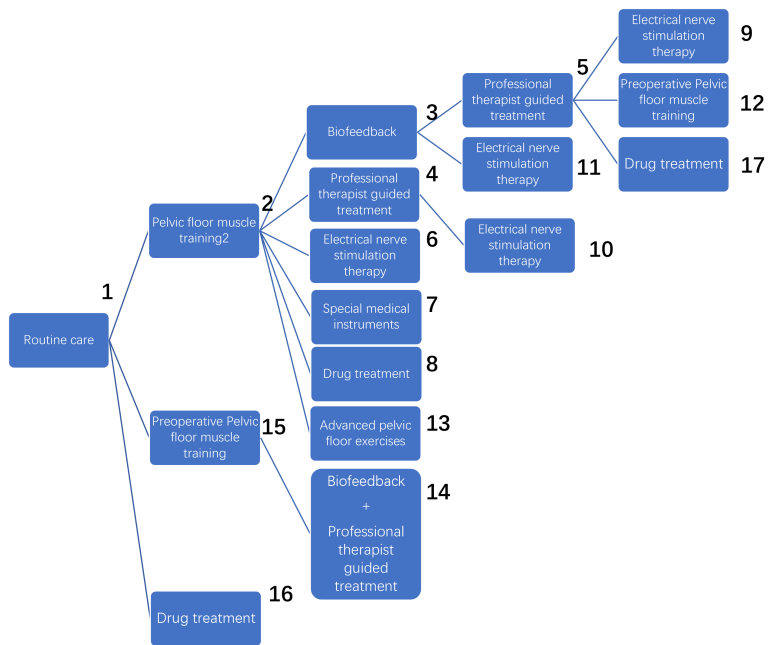 Routine care
1
Pelvic floor muscle
training2
2
Preoperative Pelvic
floor muscle
training
15
Drug treatment
16
Biofeedback
3
Professional
therapist guided
treatment
4
Electrical nerve
stimulation
therapy
6
Special medical
instruments
7
Drug treatment
8
Advanced pelvic
floor exercises
13
Biofeedback
+
Professional
therapist
guided
treatment
14
Professional
therapist guided
treatment
5
Electrical nerve
stimulation
therapy
11
Electrical nerve
stimulation
therapy
10
Electrical nerve
stimulation
therapy
9
Preoperative Pelvic
floor muscle
training
12
Drug treatment
17